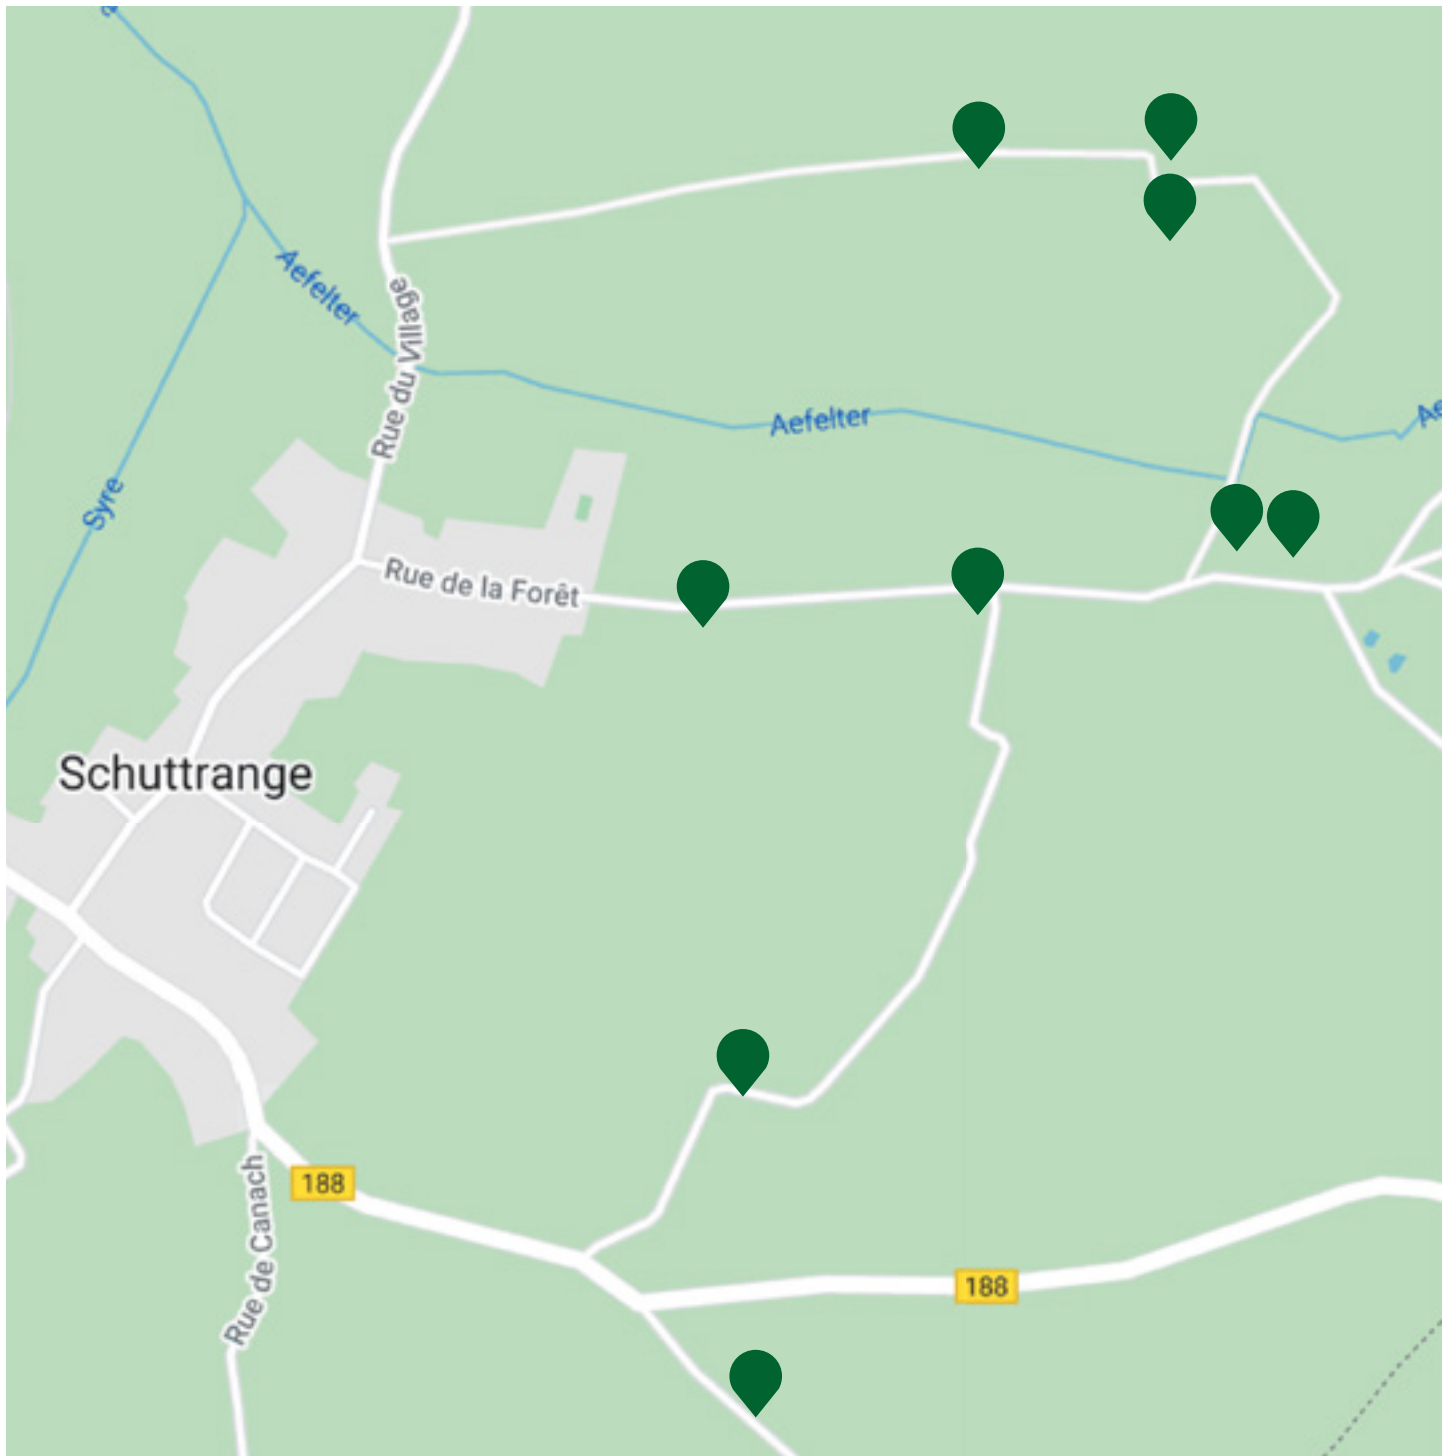 Aefelter
Rue du Village
Aefelter
Syre
Rue de la Forêt
Schuttrange
188
Rue de Canach
188